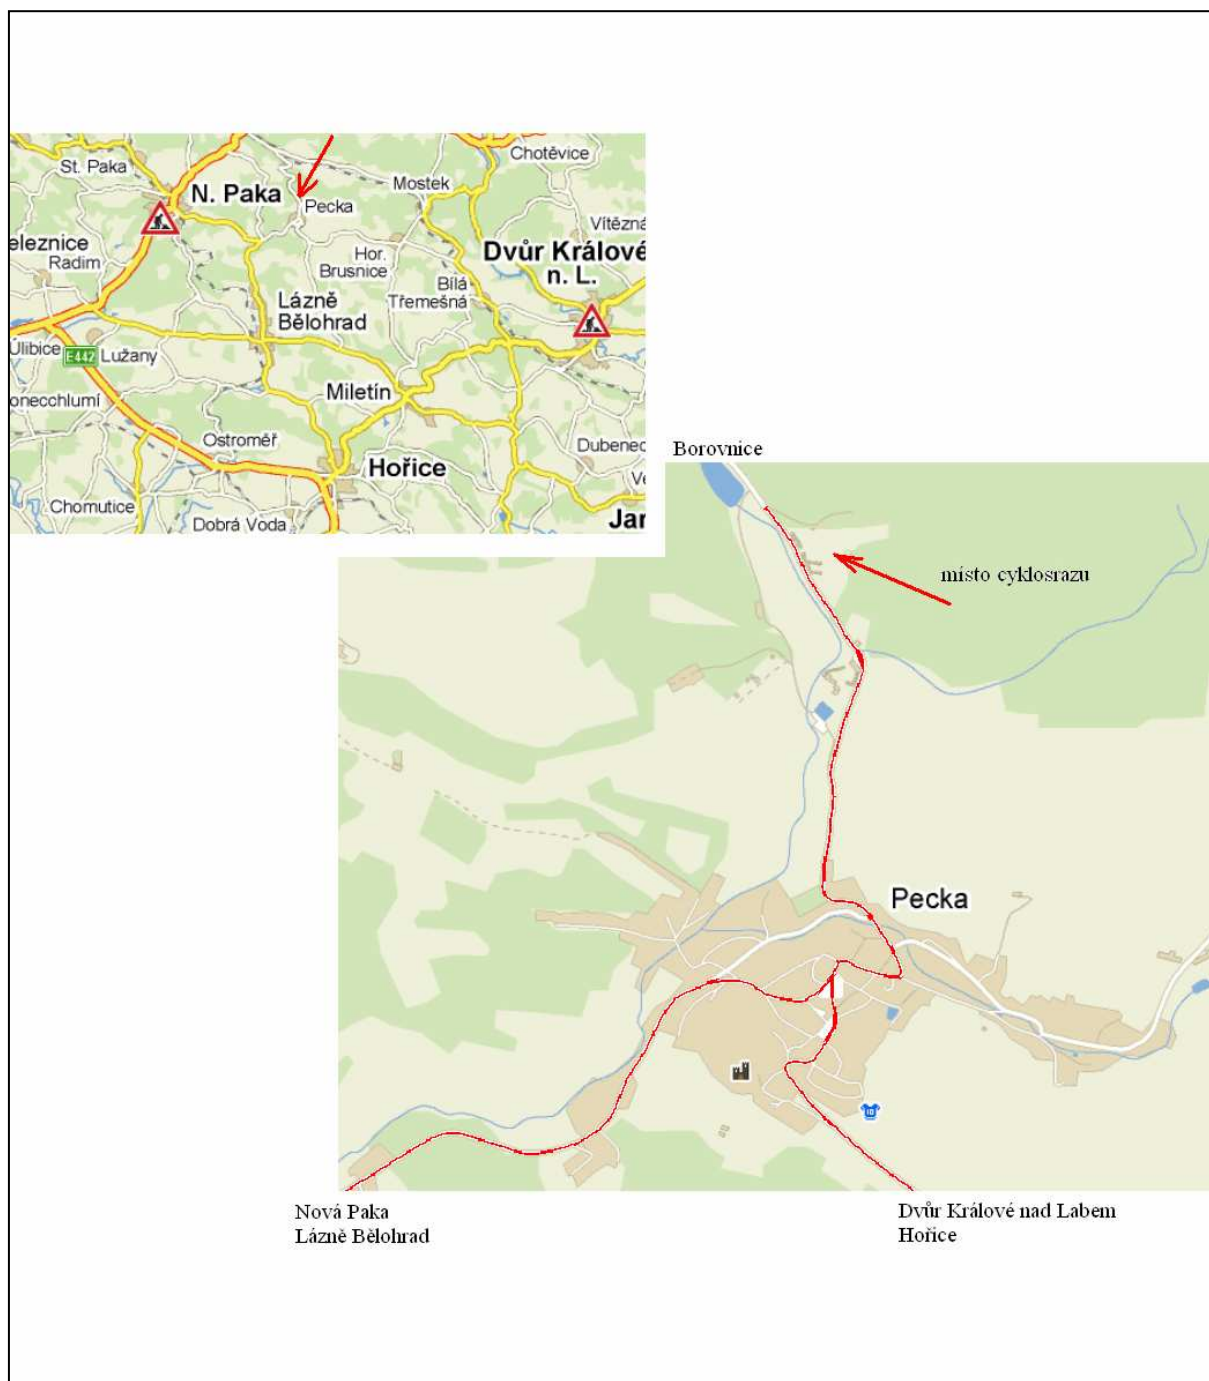 Chotěvice
St. Paka
Mostek
N. Paka
Pecka
Vítězná
eleznice
Radim
Hor.
Brusnice
Dvůr Králové
n. L.
Bílá
Třemešná
Lázně
Bělohrad
Úlibice
E442
Lužany
Miletín
onecchlumí
Ostroměř
Dubenec
Hořice
Ve
Chomutice
Dobrá Voda
Jar
Borovnice
místo cyklosrazu
Pecka
10
Nová Paka
Lázně Bělohrad
Dvůr Králové nad Labem
Hořice